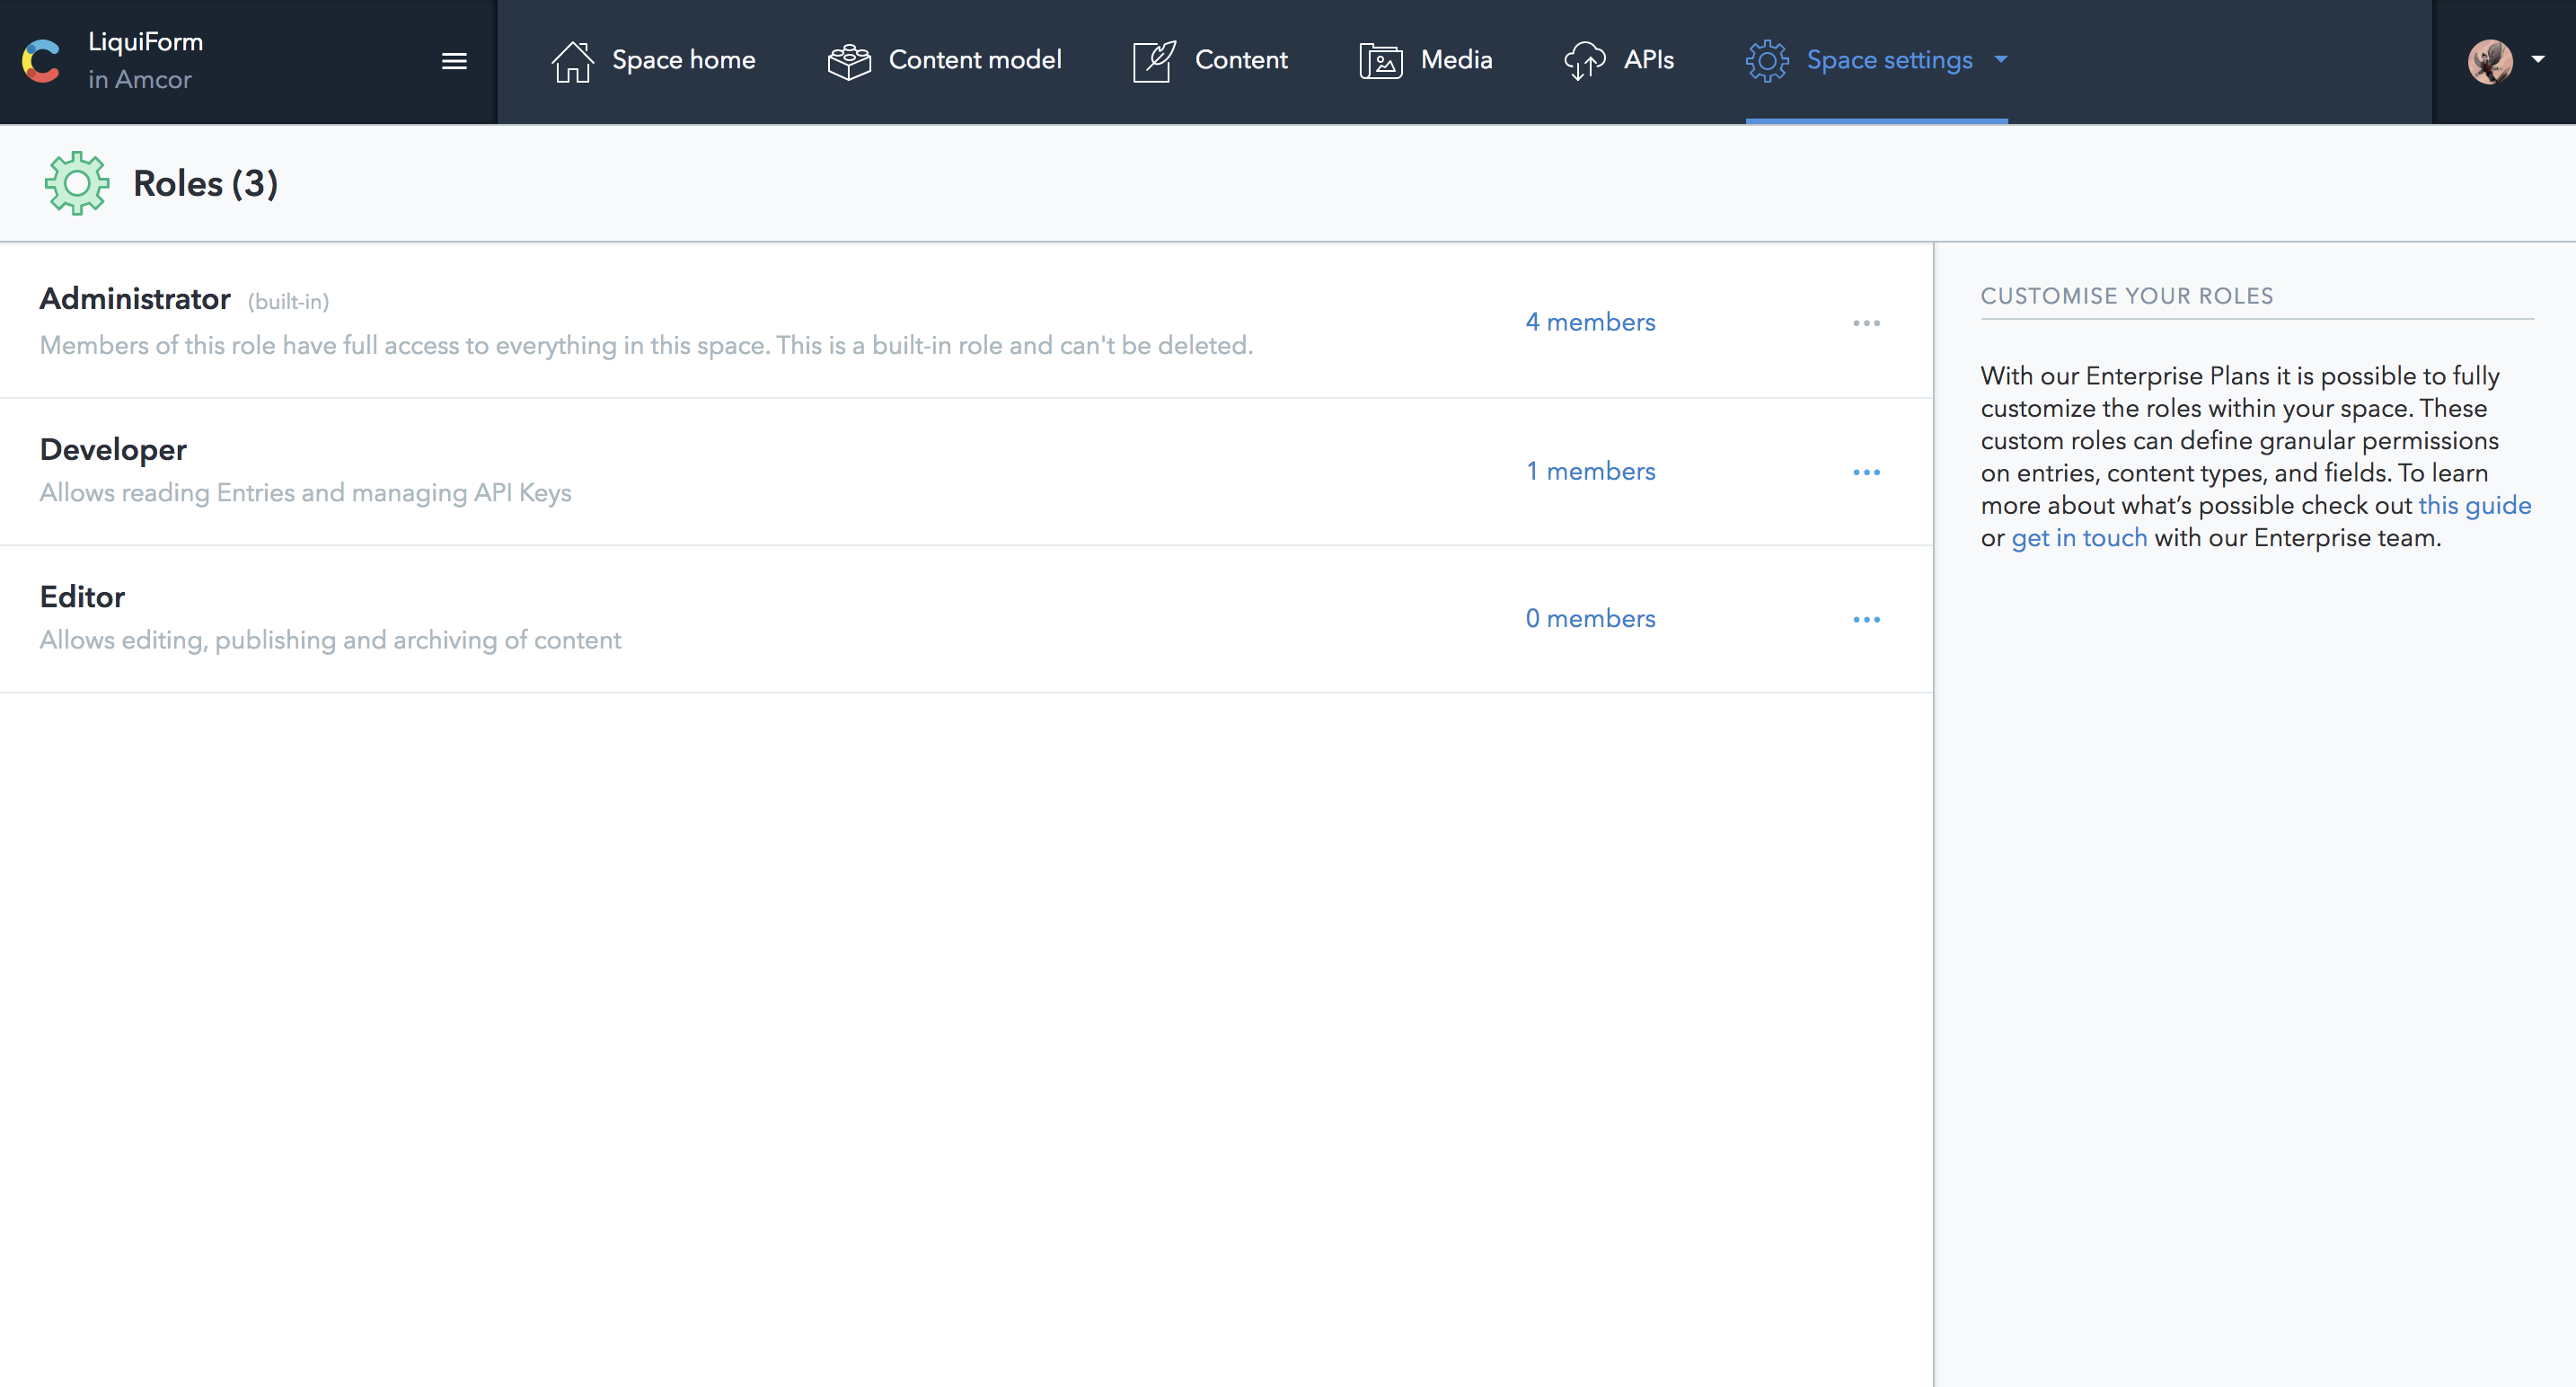 LiquiForm
in Amcor
Space home
Content model
Content
Media
APIs
Space settings
Roles (3)
Administrator (built-in)
Members of this role have full access to everything in this space. This is a built-in role and can't be deleted.
4 members
Developer
Allows reading Entries and managing API Keys
1 members
Editor
Allows editing, publishing and archiving of content
0 members
CUSTOMISE YOUR ROLES
With our Enterprise Plans it is possible to fully
customize the roles within your space. These
custom roles can define granular permissions
on entries, content types, and fields. To learn
more about what’s possible check out this guide
or get in touch with our Enterprise team.